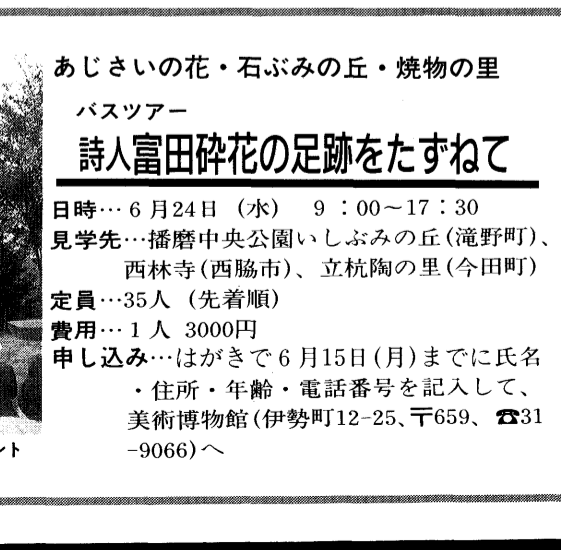 あじさいの花・石ぶみの丘・焼物の里
バスツアー
詩人富田砕花の足跡をたずねて
日時…6月24日(水) 9：00〜17：30
見学先…播磨中央公園いしぶみの丘(滝野町)、
西林寺(西脇市)、立杭陶の里(今田町)
定員…35人(先着順)
費用…1人 3000円
申し込み…はがきで6月15日(月)までに氏名
・住所・年齢・電話番号を記入して、
美術博物館(伊勢町12-25、〒659、☎31
-9066)へ
ント